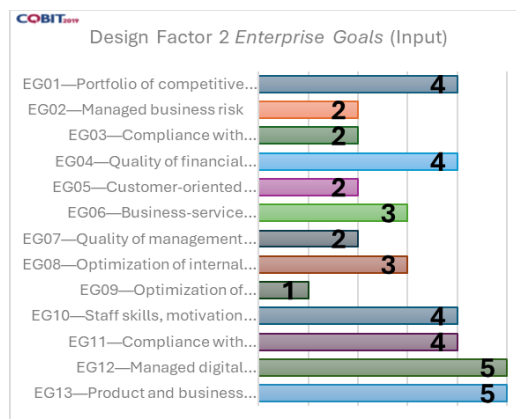 COBIT 2019
Design Factor 2 Enterprise Goals (Input)
EG01—Portfolio of competitive... 4
EG02—Managed business risk 2
EG03—Compliance with... 2
EG04—Quality of financial... 4
EG05—Customer-oriented... 2
EG06—Business-service... 3
EG07—Quality of management... 2
EG08—Optimization of internal... 3
EG09—Optimization of... 1
EG10—Staff skills, motivation... 4
EG11—Compliance with... 4
EG12—Managed digital... 5
EG13—Product and business... 5